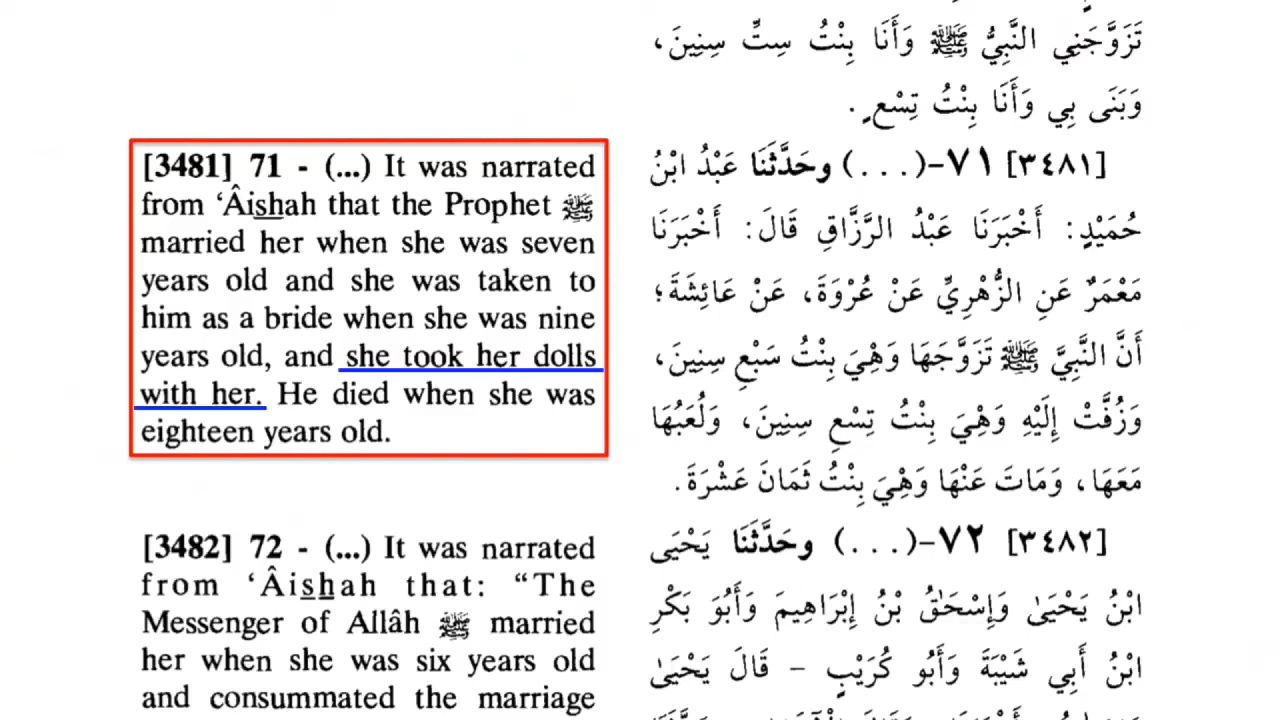 [3481] 71 - (...) It was narrated
from ‘Âishah that the Prophet ﷺ
married her when she was seven
years old and she was taken to
him as a bride when she was nine
years old, and she took her dolls
with her. He died when she was
eighteen years old.
[3482] 72 - (...) It was narrated
from ‘Âishah that: “The
Messenger of Allâh ﷺ married
her when she was six years old
and consummated the marriage
تَزَوَّجَنِي النَّبِيُّ ﷺ وَأَنَا بِنْتُ سِتِّ سِنِينَ،
وَبَنَى بِي وَأَنَا بِنْتُ تِسْعٍ.
[٣٤٨١] ٧١-(...) وحَدَّثَنَا عَبْدُ ابْنُ
حُمَيْدٍ: أَخْبَرَنَا عَبْدُ الرَّزَّاقِ قَالَ: أَخْبَرَنَا
مَعْمَرٌ عَنِ الزُّهْرِيِّ عَنْ عُرْوَةَ، عَنْ عَائِشَةَ؛
أَنَّ النَّبِيَّ ﷺ تَزَوَّجَهَا وَهْيَ بِنْتُ سَبْعِ سِنِينَ،
وَزُفَّتْ إِلَيْهِ وَهْيَ بِنْتُ تِسْعِ سِنِينَ، وَلُعَبُهَا
مَعَهَا، وَمَاتَ عَنْهَا وَهْيَ بِنْتُ ثَمَانَ عَشْرَةَ.
[٣٤٨٢] ٧٢-(...) وحَدَّثَنَا يَحْيَى
ابْنُ يَحْيَىٰ وَإِسْحَٰقُ بْنُ إِبْرَاهِيمَ وَأَبُو بَكْرِ
ابْنُ أَبِي شَيْبَةَ وَأَبُو كُرَيْبٍ - قَالَ يَحْيَىٰ